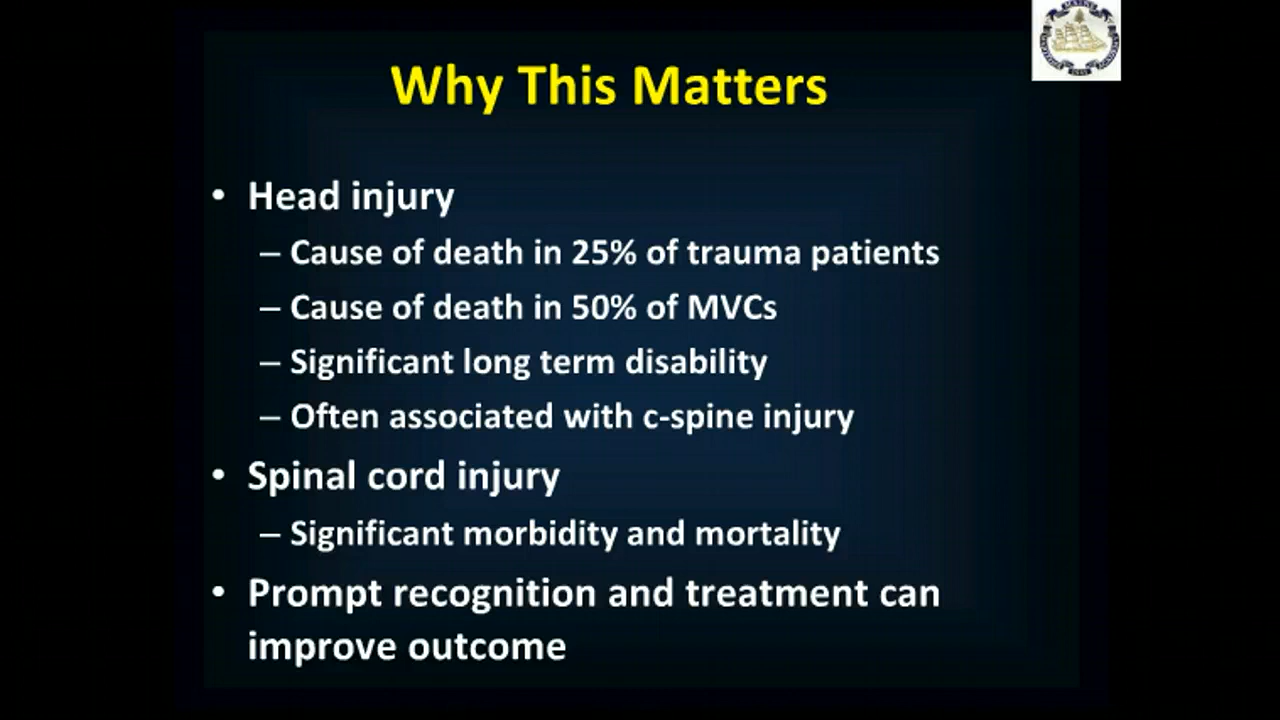 Why This Matters
• Head injury
– Cause of death in 25% of trauma patients
– Cause of death in 50% of MVCs
– Significant long term disability
– Often associated with c-spine injury
• Spinal cord injury
– Significant morbidity and mortality
• Prompt recognition and treatment can
improve outcome